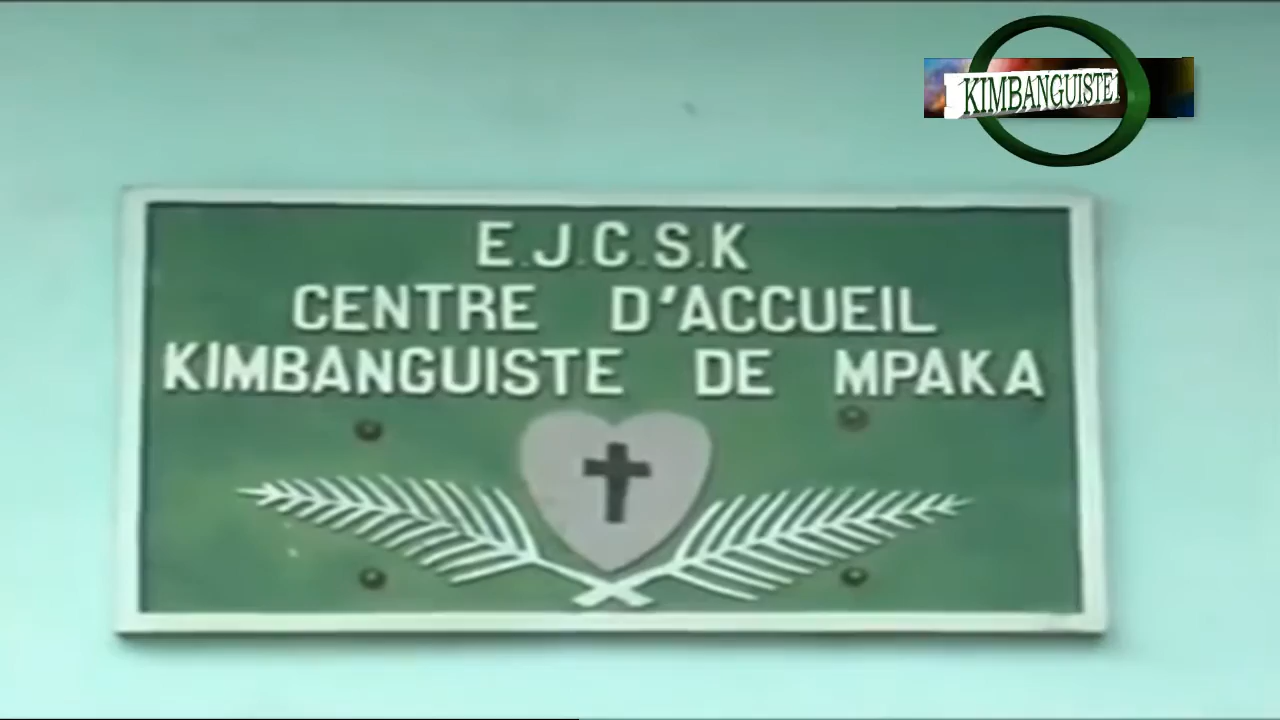 KIMBANGUISTE
E.J.C.S.K
CENTRE D'ACCUEIL
KIMBANGUISTE DE MPAKA